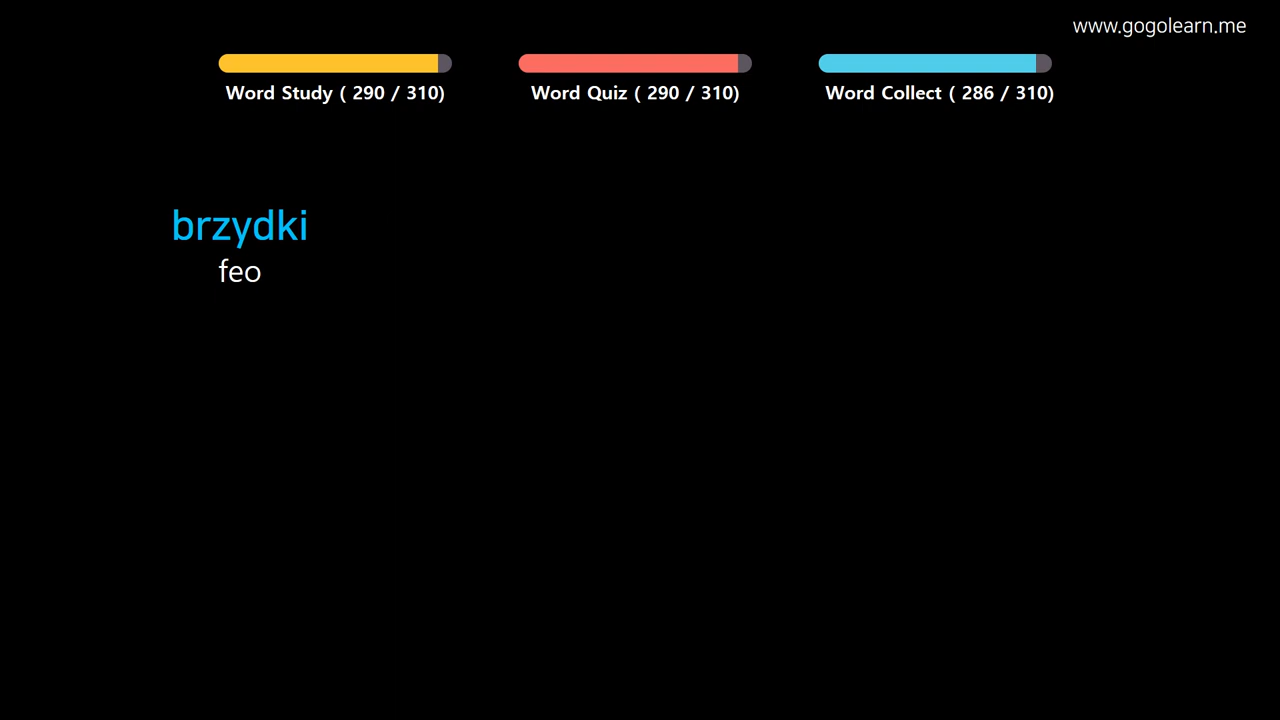 www.gogolearn.me
Word Study ( 290 / 310)
Word Quiz ( 290 / 310)
Word Collect ( 286 / 310)
brzydki
feo